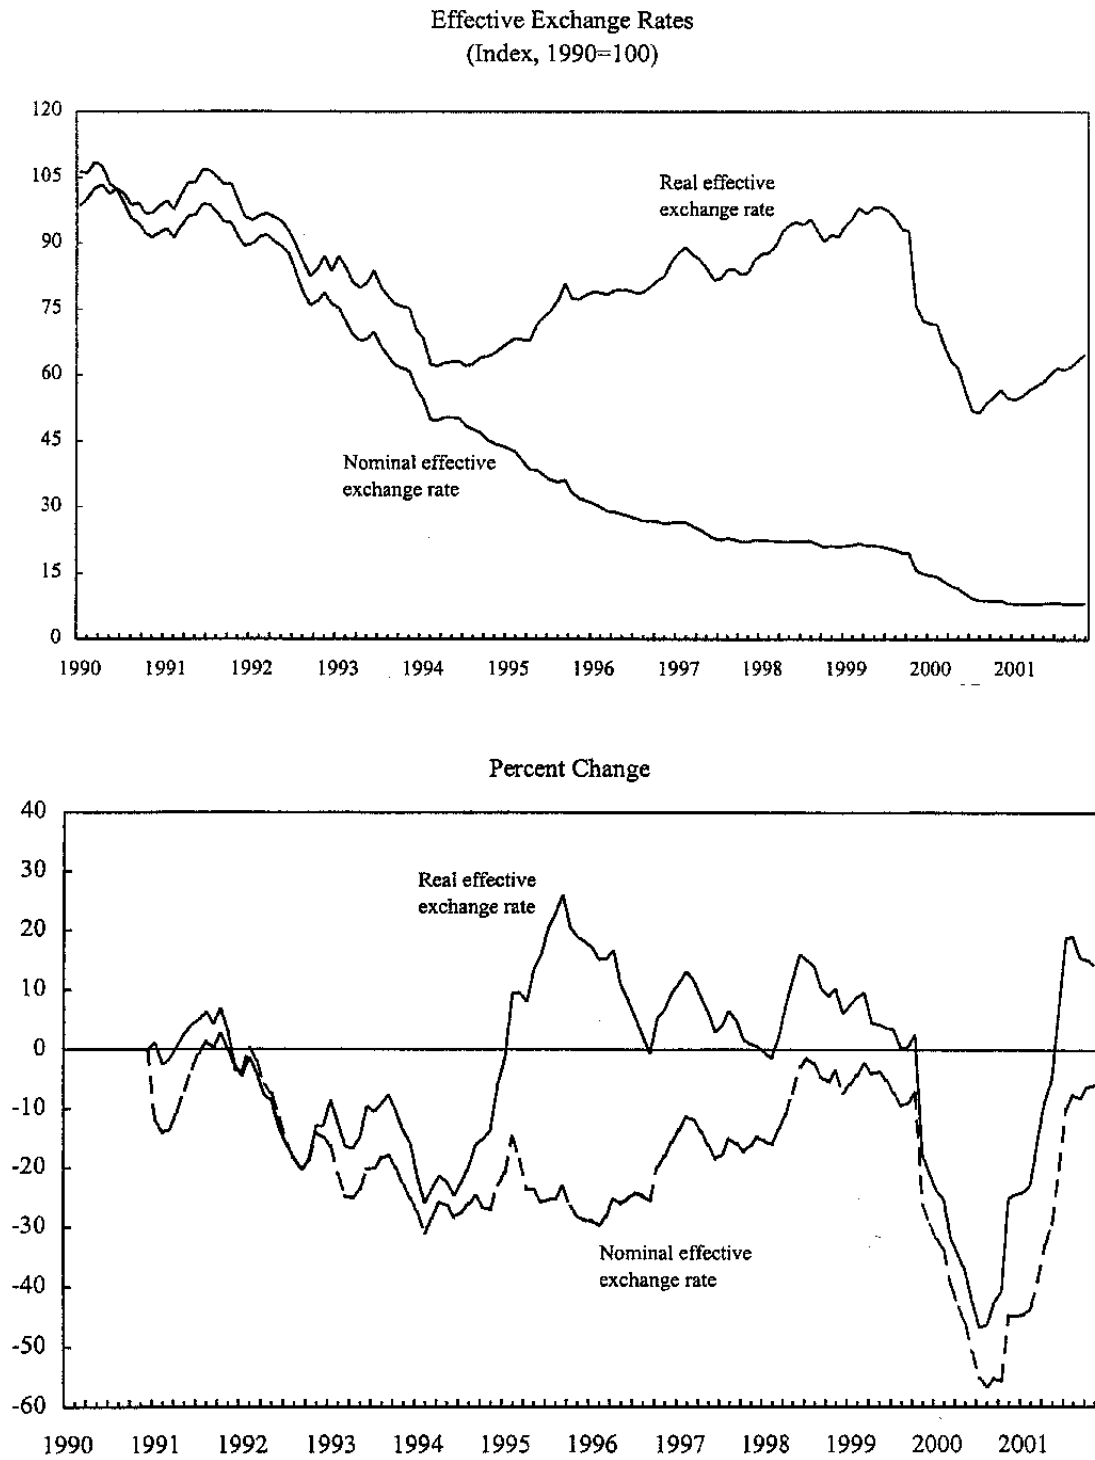 Effective Exchange Rates
(Index, 1990=100)
120
105
90
75
60
45
30
15
0
Real effective
exchange rate
Nominal effective
exchange rate
1990 1991 1992 1993 1994 1995 1996 1997 1998 1999 2000 2001
Percent Change
40
30
20
10
0
-10
-20
-30
-40
-50
-60
Real effective
exchange rate
Nominal effective
exchange rate
1990 1991 1992 1993 1994 1995 1996 1997 1998 1999 2000 2001